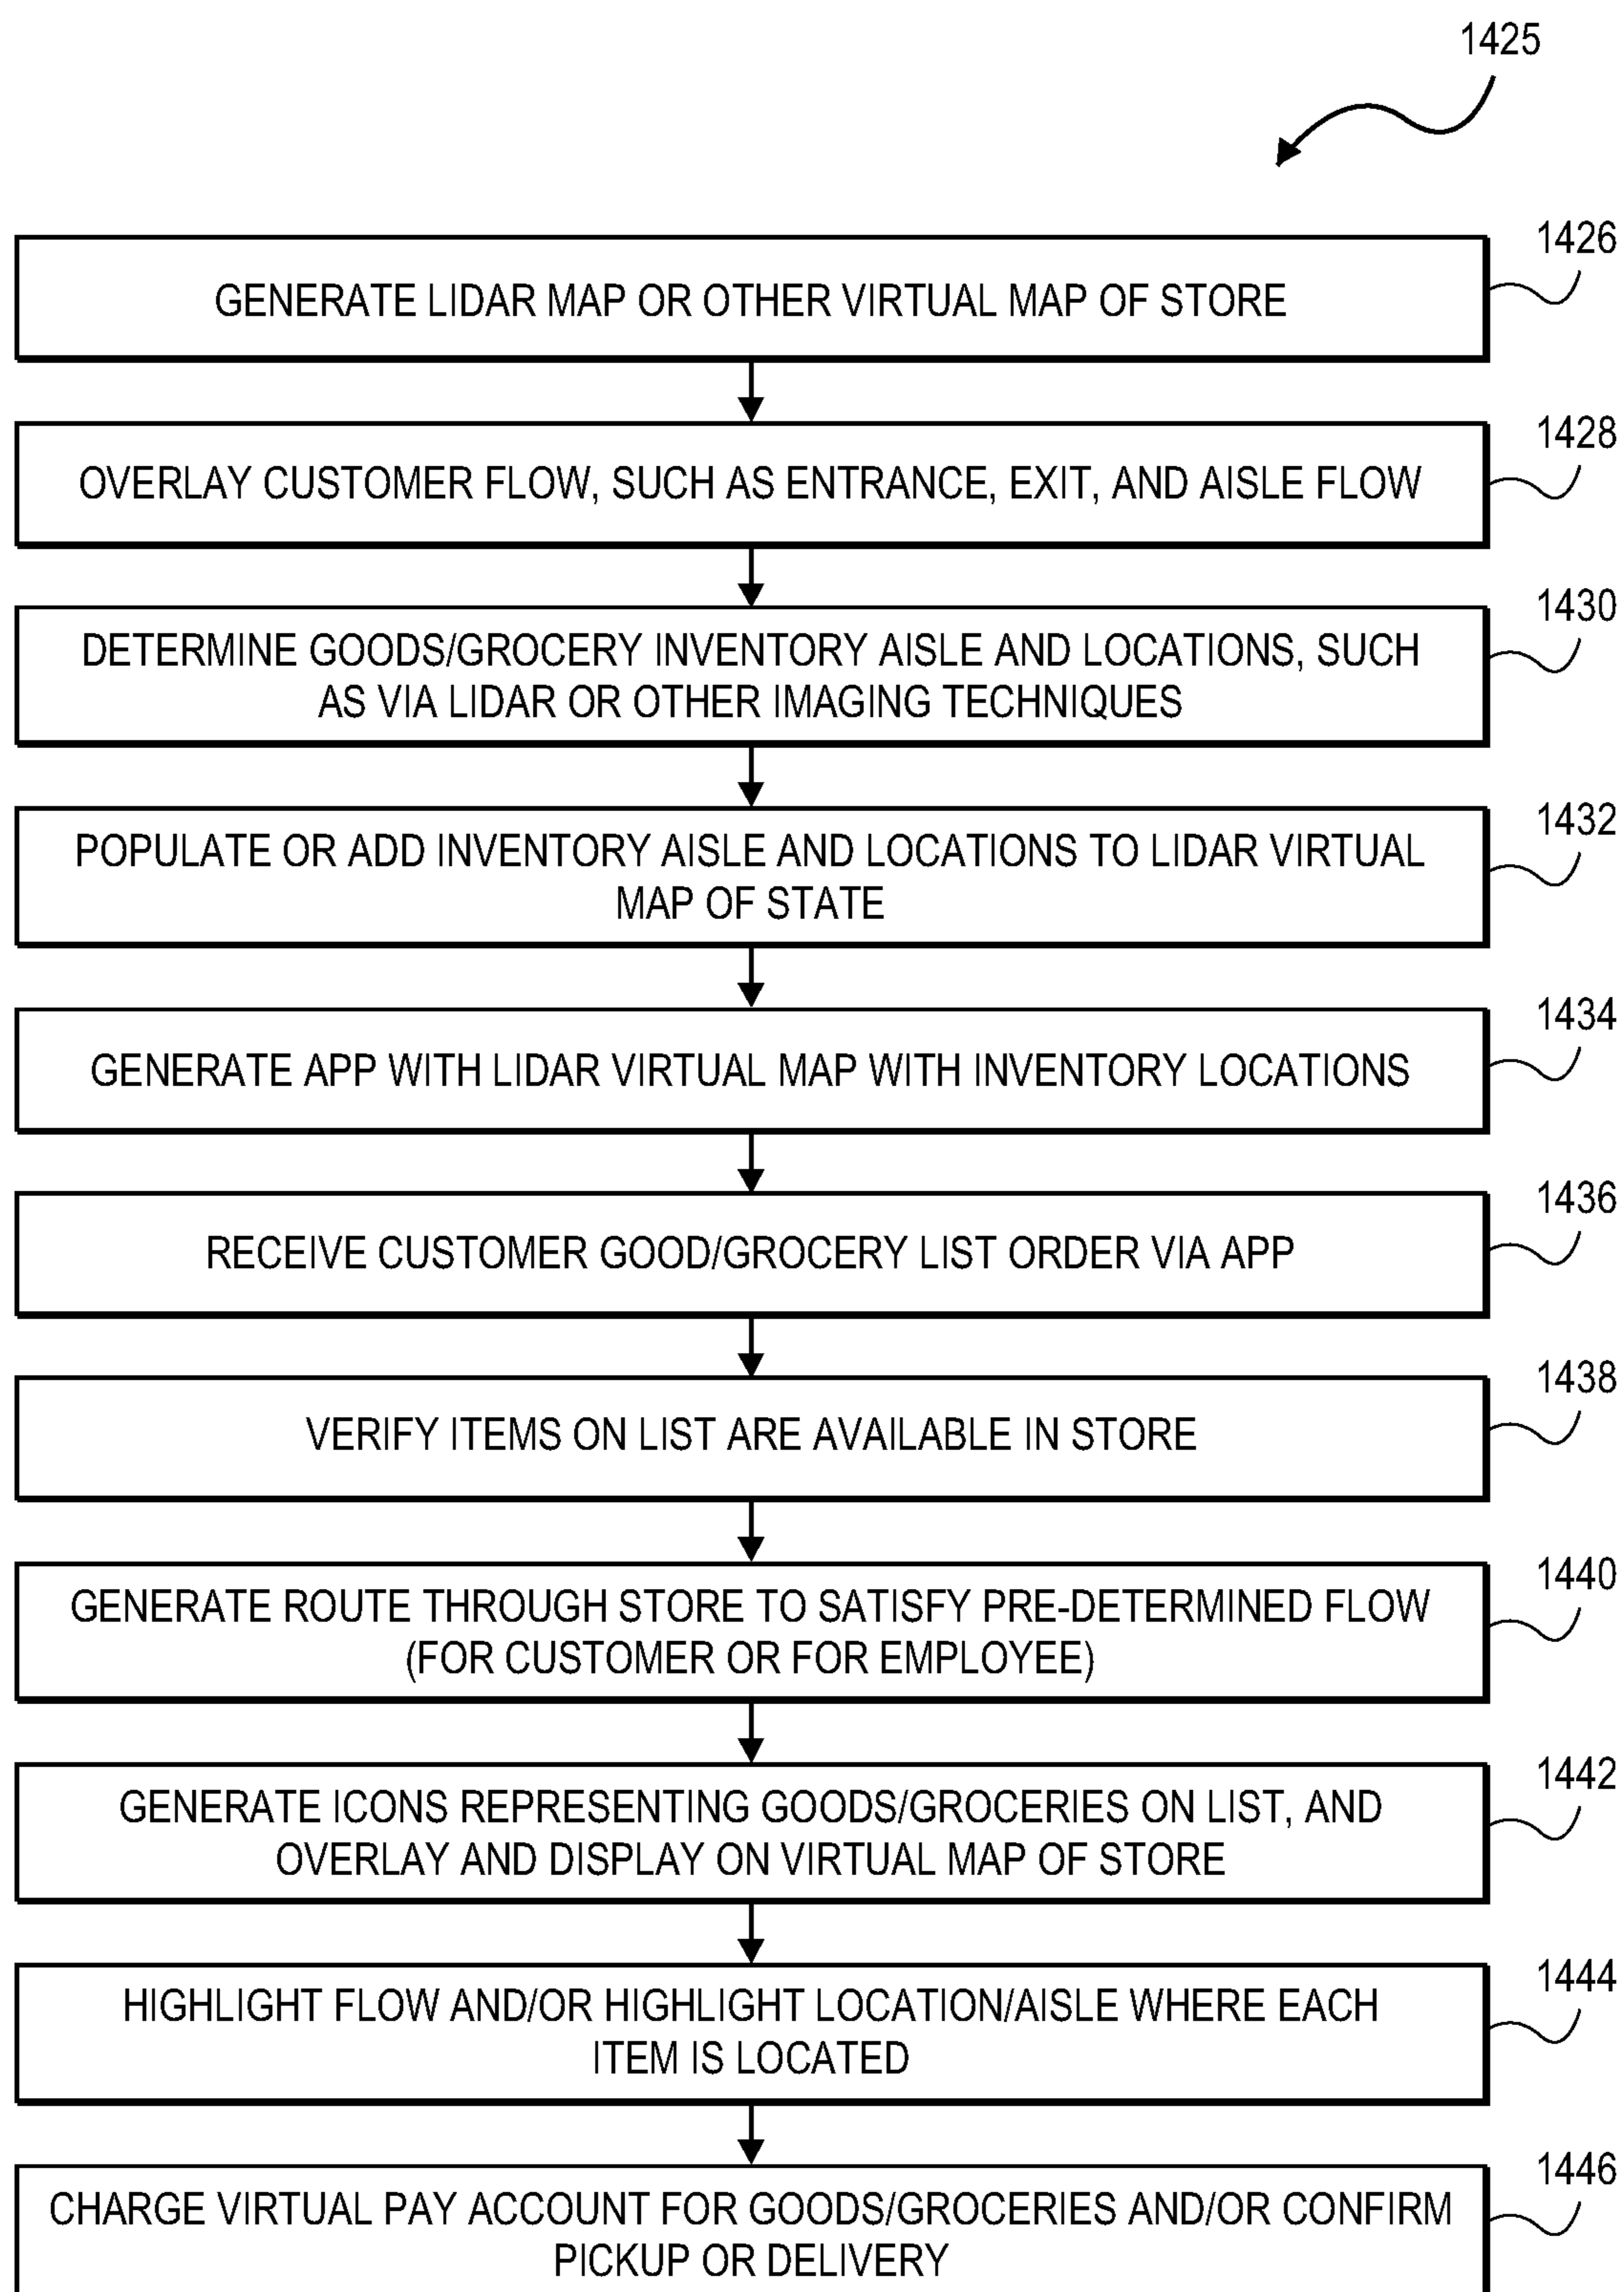 1425
1426
GENERATE LIDAR MAP OR OTHER VIRTUAL MAP OF STORE
1428
OVERLAY CUSTOMER FLOW, SUCH AS ENTRANCE, EXIT, AND AISLE FLOW
1430
DETERMINE GOODS/GROCERY INVENTORY AISLE AND LOCATIONS, SUCH
AS VIA LIDAR OR OTHER IMAGING TECHNIQUES
1432
POPULATE OR ADD INVENTORY AISLE AND LOCATIONS TO LIDAR VIRTUAL
MAP OF STATE
1434
GENERATE APP WITH LIDAR VIRTUAL MAP WITH INVENTORY LOCATIONS
1436
RECEIVE CUSTOMER GOOD/GROCERY LIST ORDER VIA APP
1438
VERIFY ITEMS ON LIST ARE AVAILABLE IN STORE
1440
GENERATE ROUTE THROUGH STORE TO SATISFY PRE-DETERMINED FLOW
(FOR CUSTOMER OR FOR EMPLOYEE)
1442
GENERATE ICONS REPRESENTING GOODS/GROCERIES ON LIST, AND
OVERLAY AND DISPLAY ON VIRTUAL MAP OF STORE
1444
HIGHLIGHT FLOW AND/OR HIGHLIGHT LOCATION/AISLE WHERE EACH
ITEM IS LOCATED
1446
CHARGE VIRTUAL PAY ACCOUNT FOR GOODS/GROCERIES AND/OR CONFIRM
PICKUP OR DELIVERY